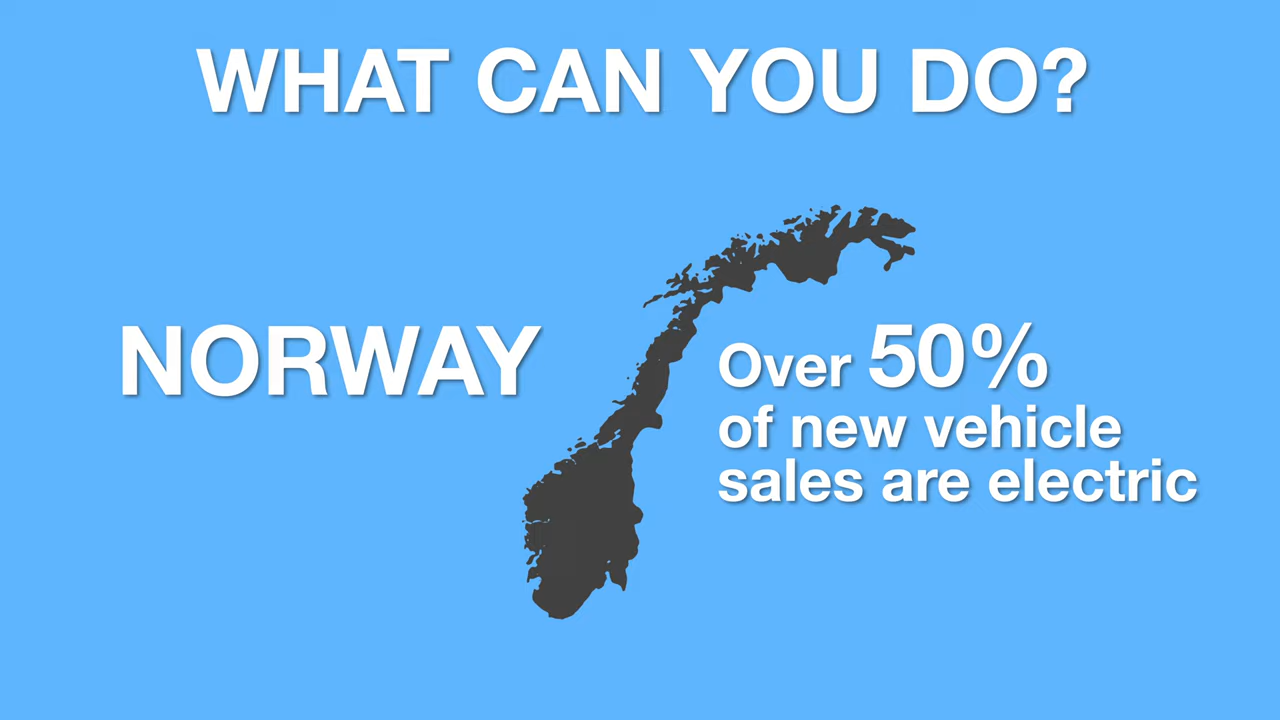 WHAT CAN YOU DO?
NORWAY
Over 50%
of new vehicle
sales are electric